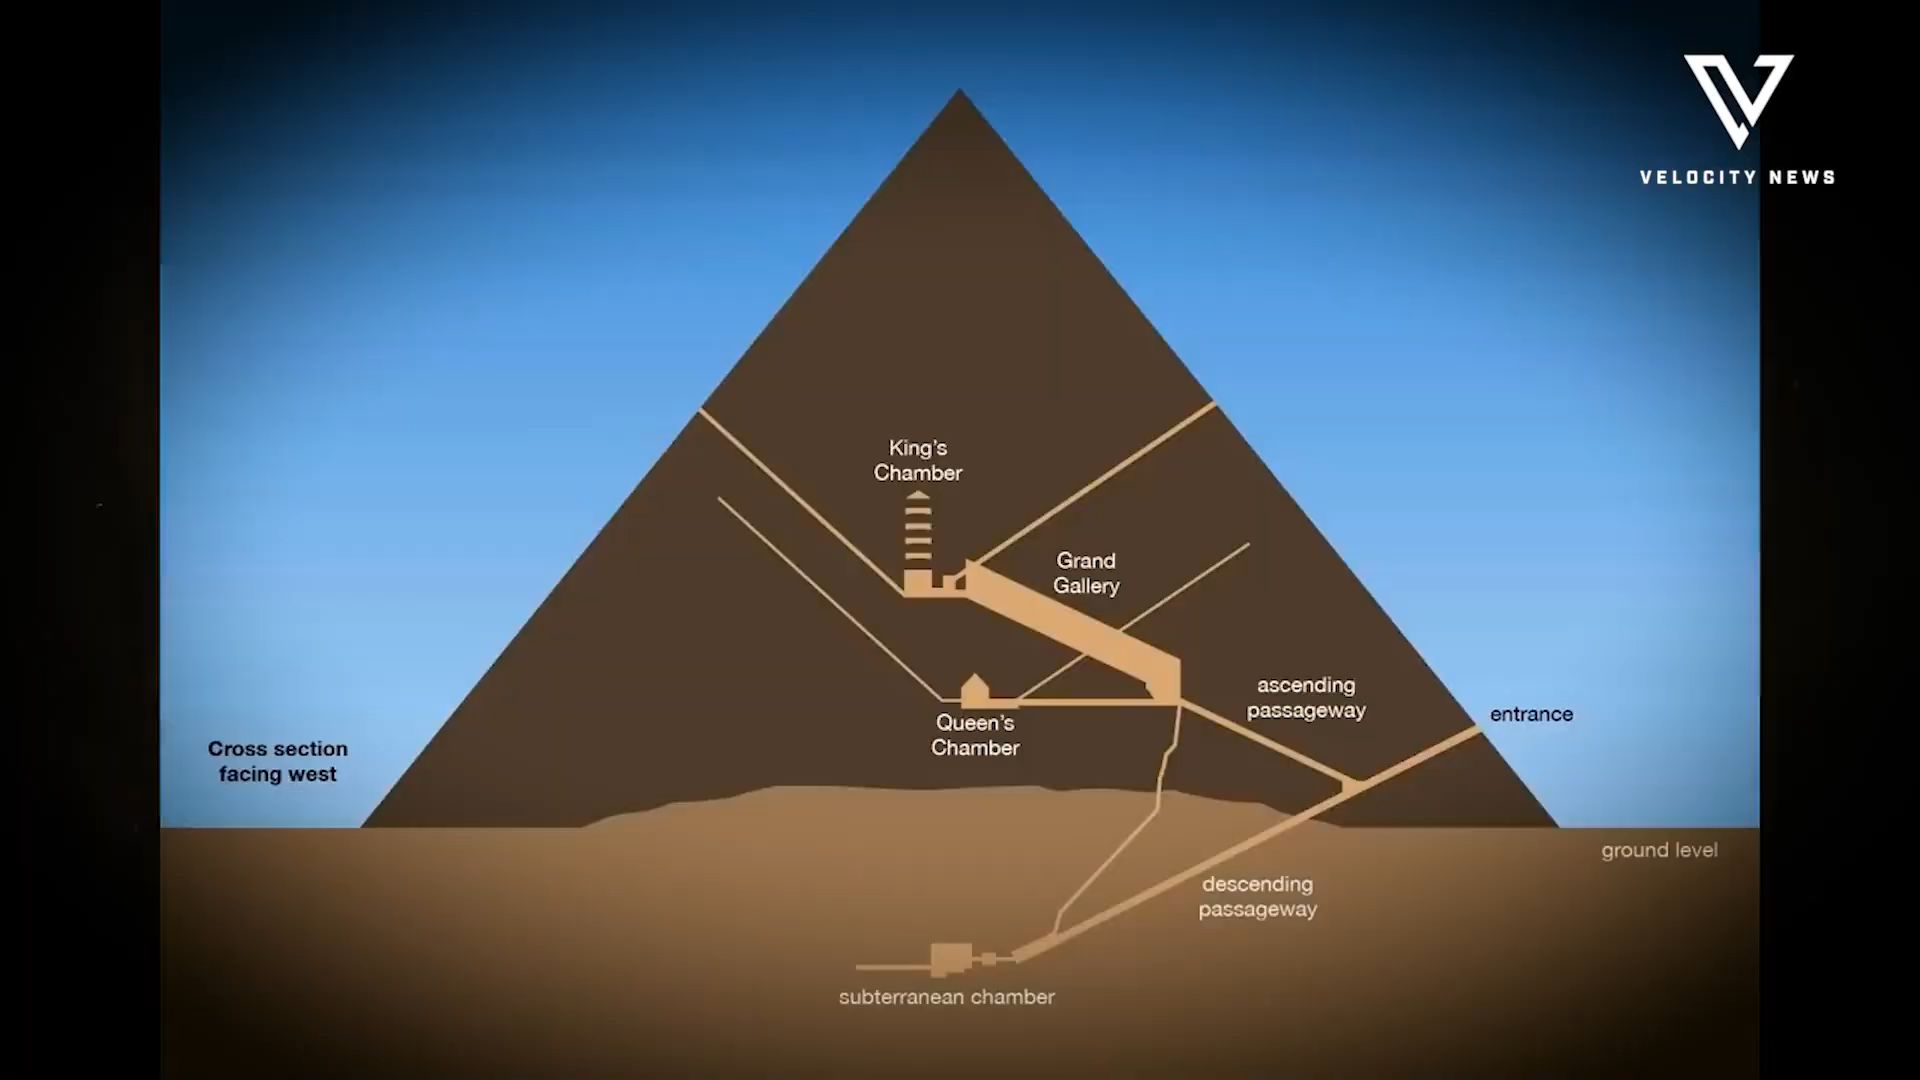 VELOCITY NEWS
King's
Chamber
Grand
Gallery
ascending
passageway
entrance
Queen's
Chamber
Cross section
facing west
ground level
descending
passageway
subterranean chamber